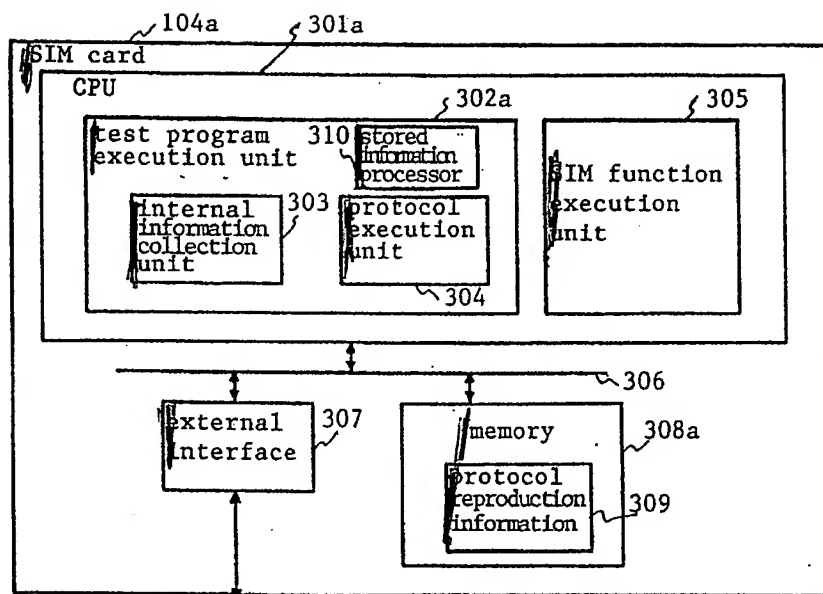 104a
301a
SIM card
CPU
302a
305
test program
execution unit
310
stored
information
processor
internal
information
collection
unit
303
protocol
execution
unit
304
SIM function
execution
unit
306
external
interface
307
memory
308a
protocol
reproduction
information
309